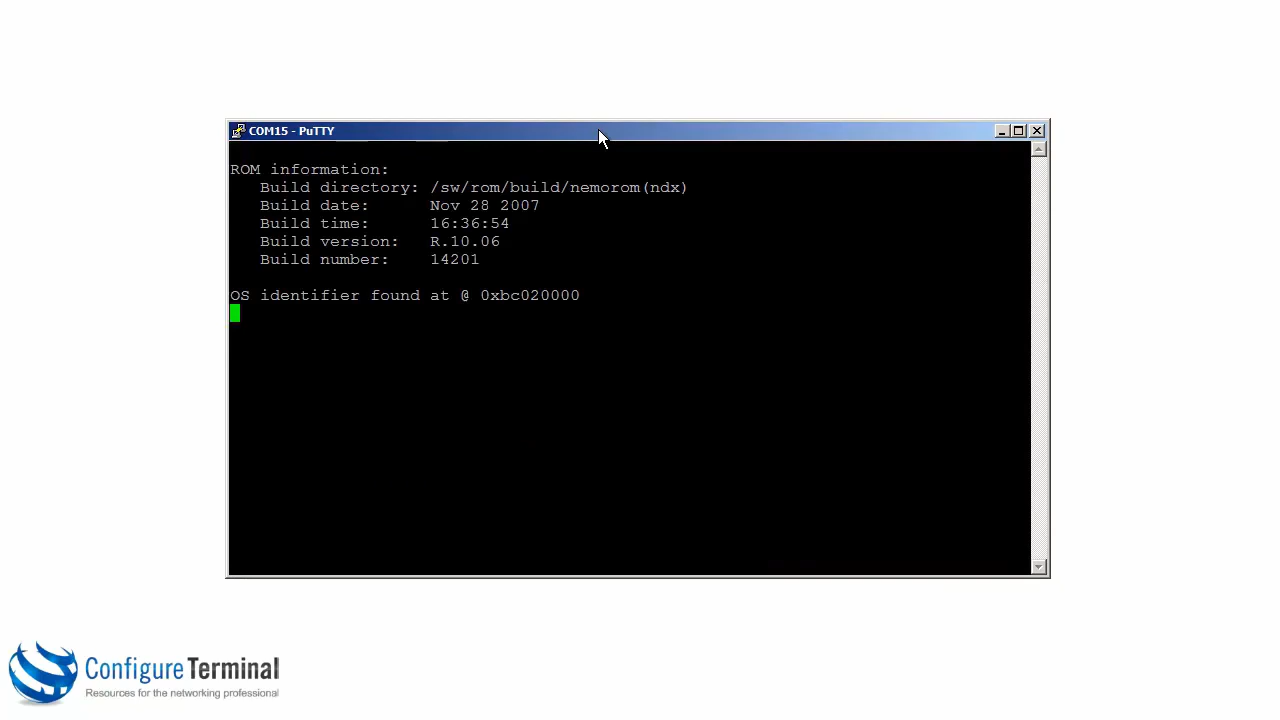 COM15 - PuTTY
ROM information:
Build directory: /sw/rom/build/nemorom(ndx)
Build date: Nov 28 2007
Build time: 16:36:54
Build version: R.10.06
Build number: 14201
OS identifier found at @ 0xbc020000
ConfigureTerminal
Resources for the networking professional